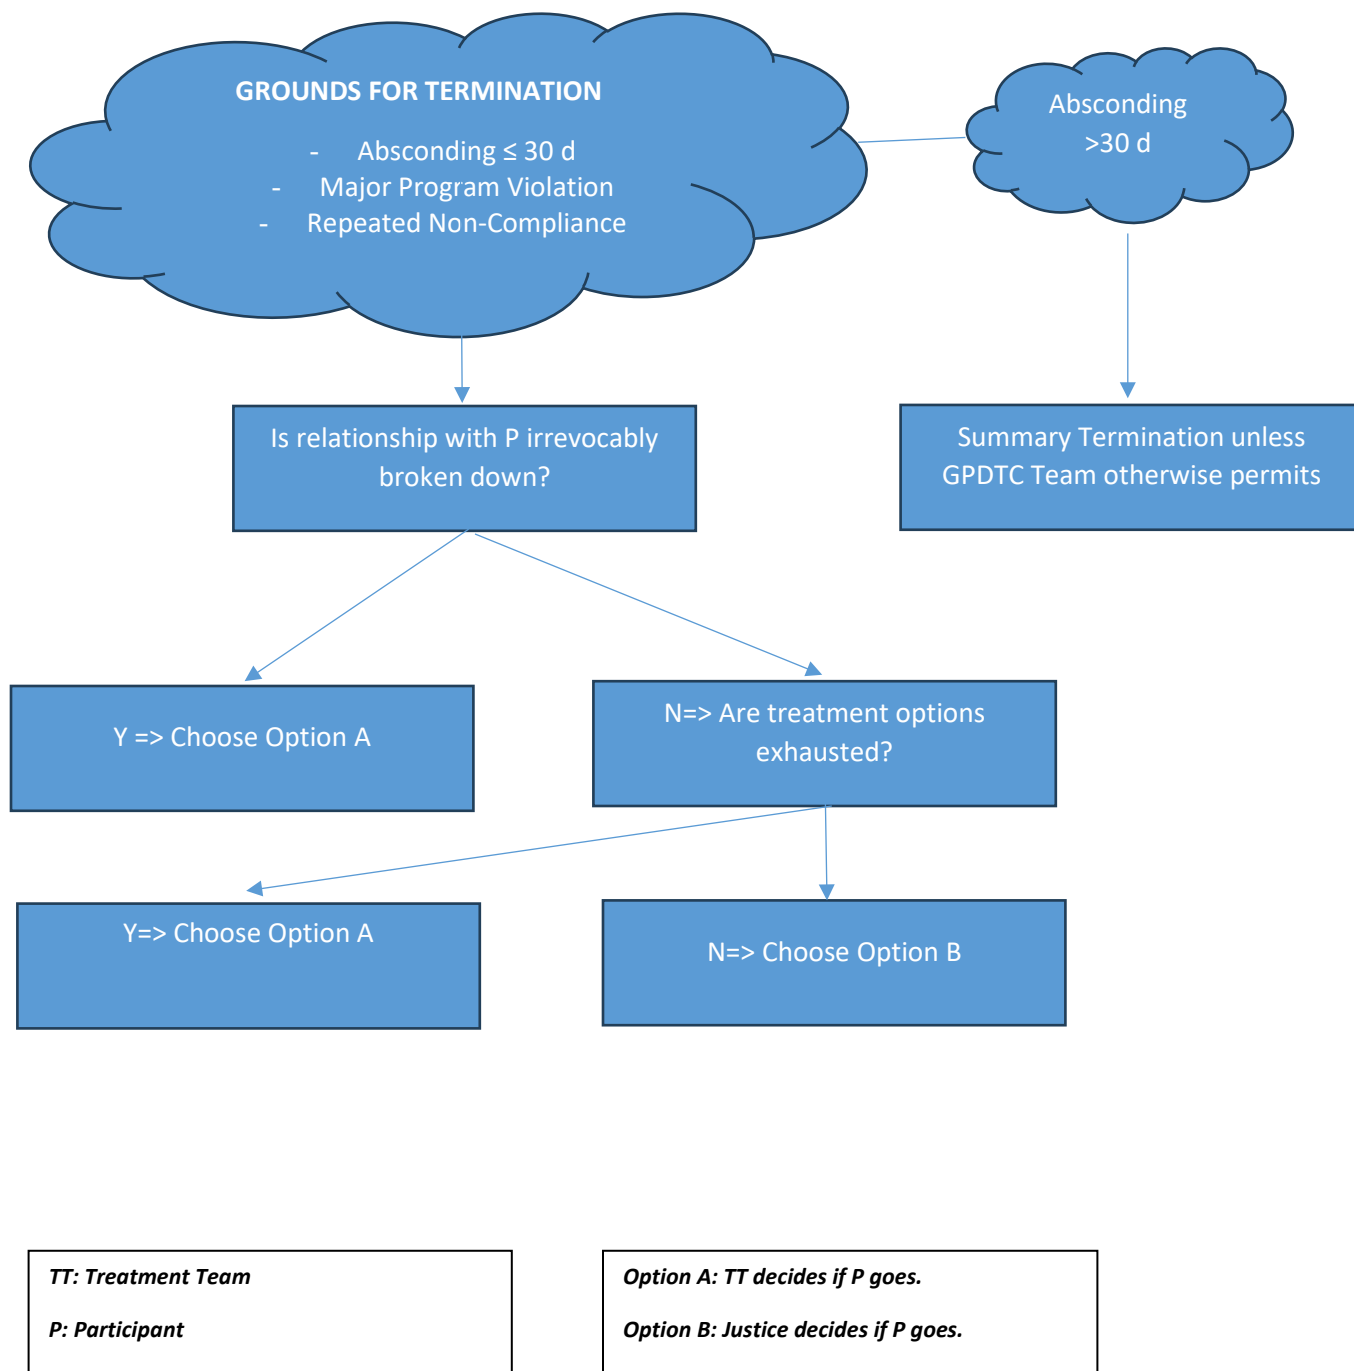 GROUNDS FOR TERMINATION
- Absconding ≤ 30 d
- Major Program Violation
- Repeated Non-Compliance
Absconding
>30 d
Is relationship with P irrevocably
broken down?
Summary Termination unless
GPDTC Team otherwise permits
Y => Choose Option A
N=> Are treatment options
exhausted?
Y=> Choose Option A
N=> Choose Option B
TT: Treatment Team
P: Participant
Option A: TT decides if P goes.
Option B: Justice decides if P goes.